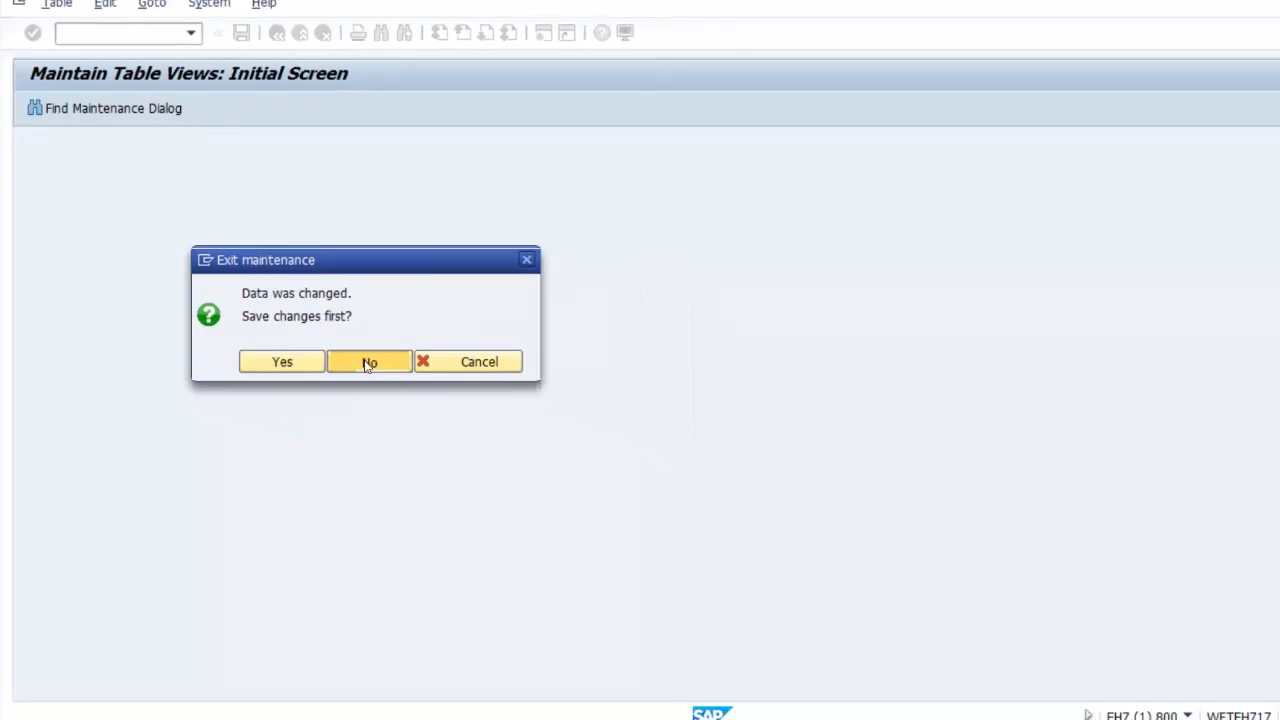 Table Edit Goto System Help
Maintain Table Views: Initial Screen
Find Maintenance Dialog
Exit maintenance
Data was changed.
Save changes first?
Yes No Cancel
SAP EH7 (1) 800 WFTEH717